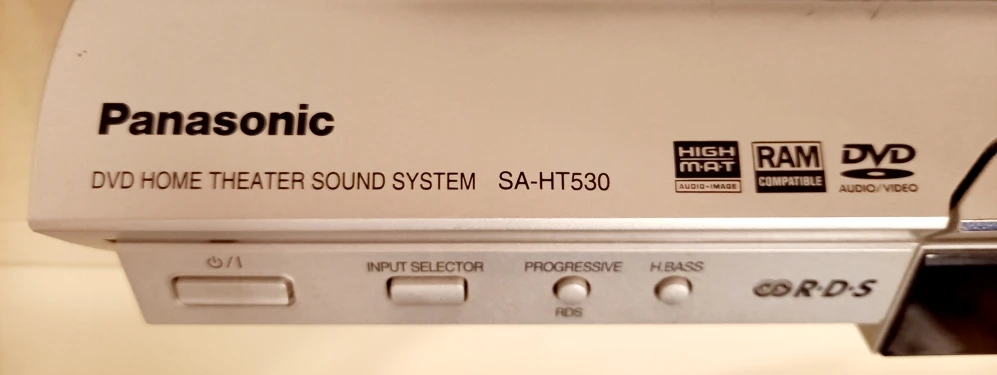 Panasonic
DVD HOME THEATER SOUND SYSTEM SA-HT530
HIGH M·A·T AUDIO+IMAGE
RAM COMPATIBLE
DVD AUDIO/VIDEO
⏻/I
INPUT SELECTOR
PROGRESSIVE
H.BASS
RDS
R·D·S